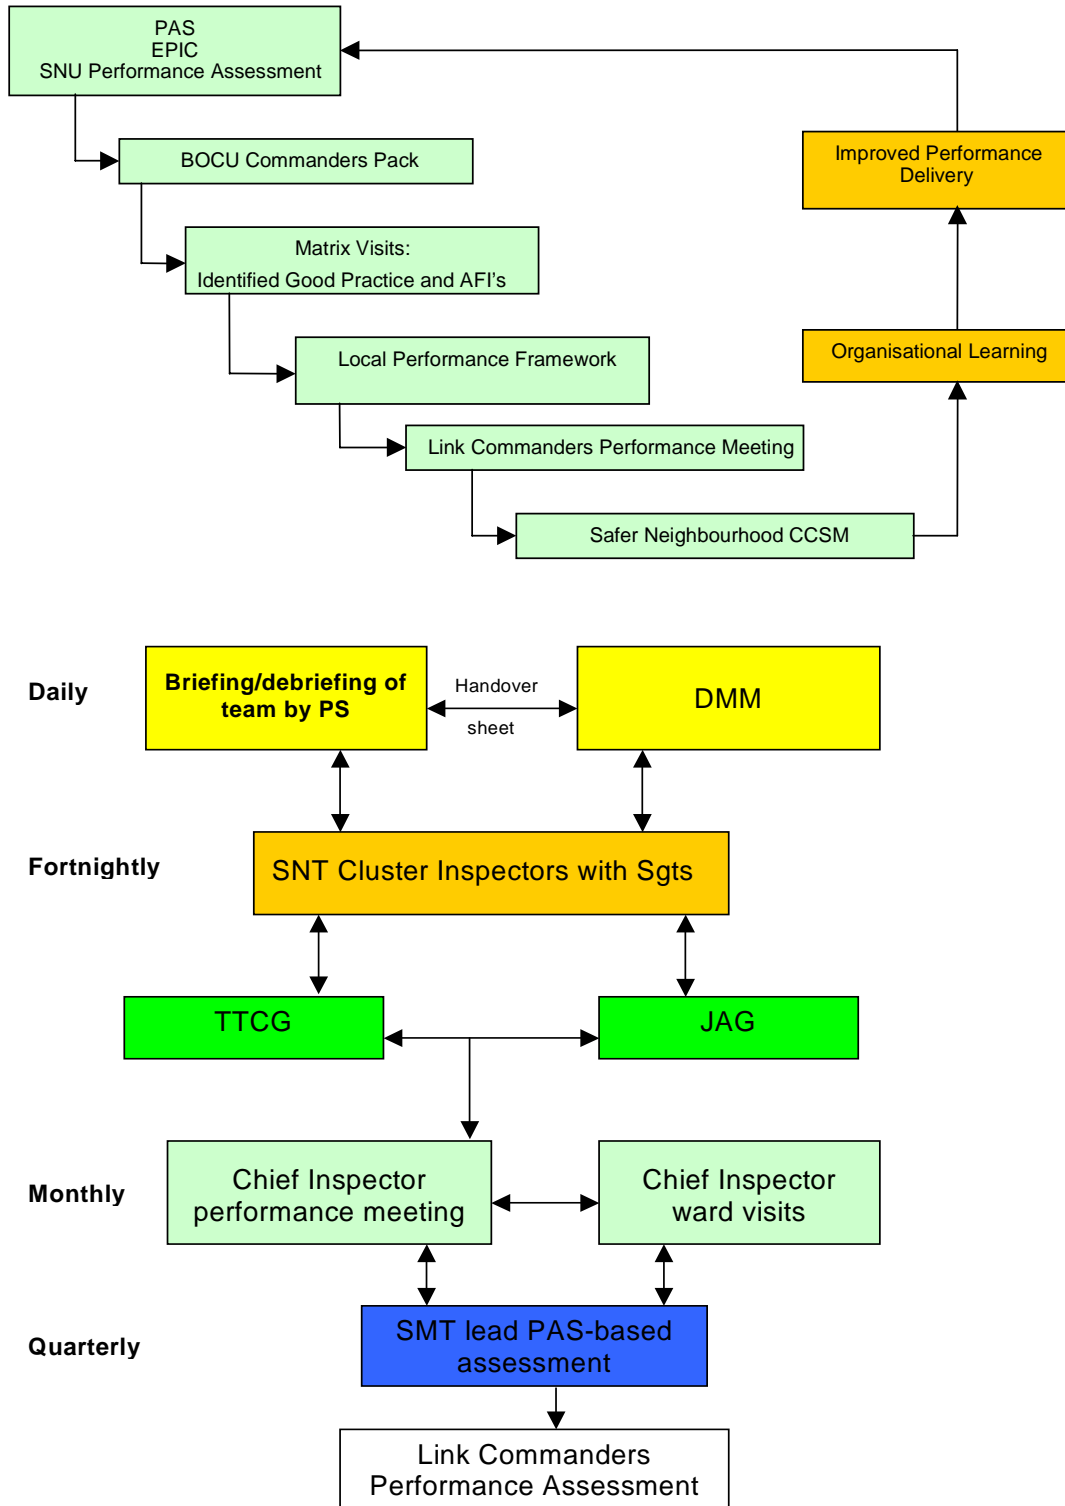 PAS
EPIC
SNU Performance Assessment
BOCU Commanders Pack
Improved Performance
Delivery
Matrix Visits:
Identified Good Practice and AFI's
Local Performance Framework
Organisational Learning
Link Commanders Performance Meeting
Safer Neighbourhood CCSM
Daily
Briefing/debriefing of
team by PS
Handover
sheet
DMM
Fortnightly
SNT Cluster Inspectors with Sgts
TTCG
JAG
Monthly
Chief Inspector
performance meeting
Chief Inspector
ward visits
Quarterly
SMT lead PAS-based
assessment
Link Commanders
Performance Assessment